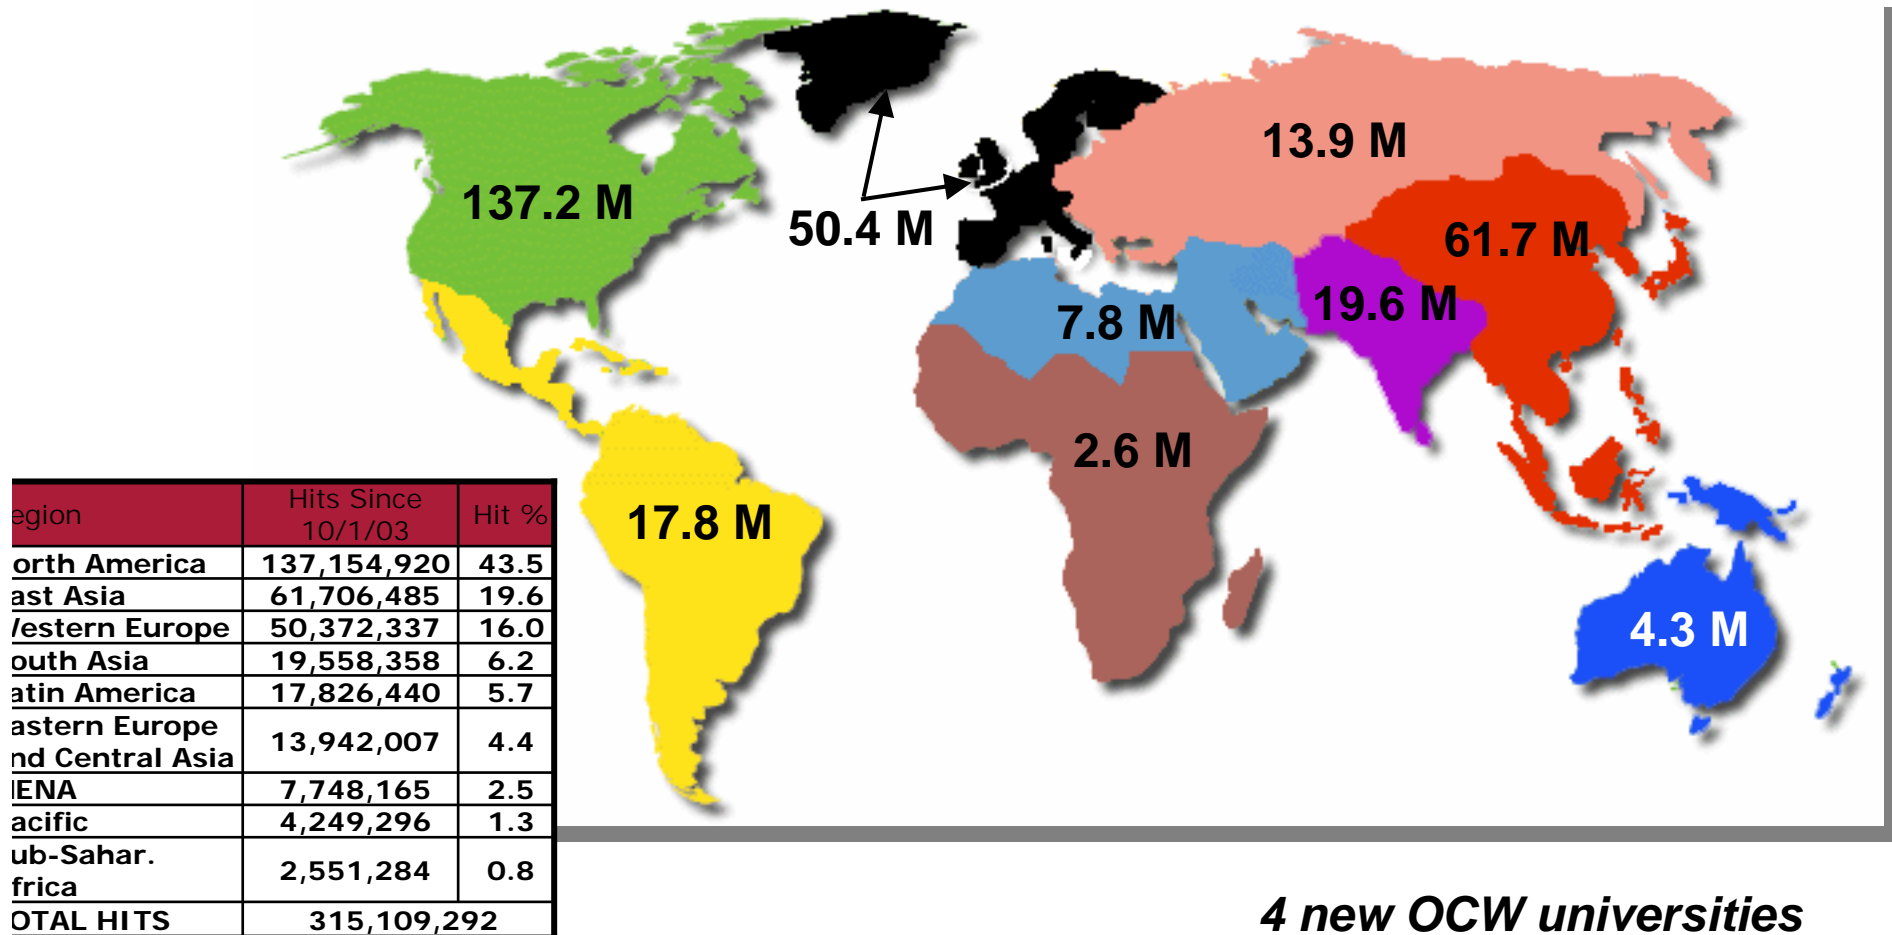 137.2 M
50.4 M
13.9 M
61.7 M
19.6 M
7.8 M
2.6 M
17.8 M
4.3 M
egion Hits Since 10/1/03 Hit %
orth America 137,154,920 43.5
ast Asia 61,706,485 19.6
Western Europe 50,372,337 16.0
outh Asia 19,558,358 6.2
atin America 17,826,440 5.7
astern Europe
nd Central Asia 13,942,007 4.4
ENA 7,748,165 2.5
acific 4,249,296 1.3
ub-Sahar.
frica 2,551,284 0.8
OTAL HITS 315,109,292
4 new OCW universities